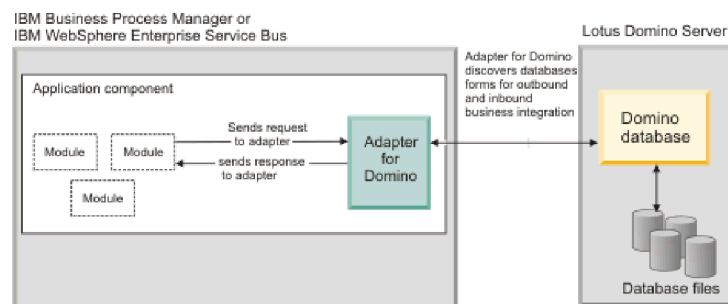 IBM Business Process Manager or
IBM WebSphere Enterprise Service Bus
Application component
Module
Module
Module
Sends request
to adapter
sends response
to adapter
Adapter
for
Domino
Adapter for Domino
discovers databases
forms for outbound
and inbound
business integration
Lotus Domino Server
Domino
database
Database files